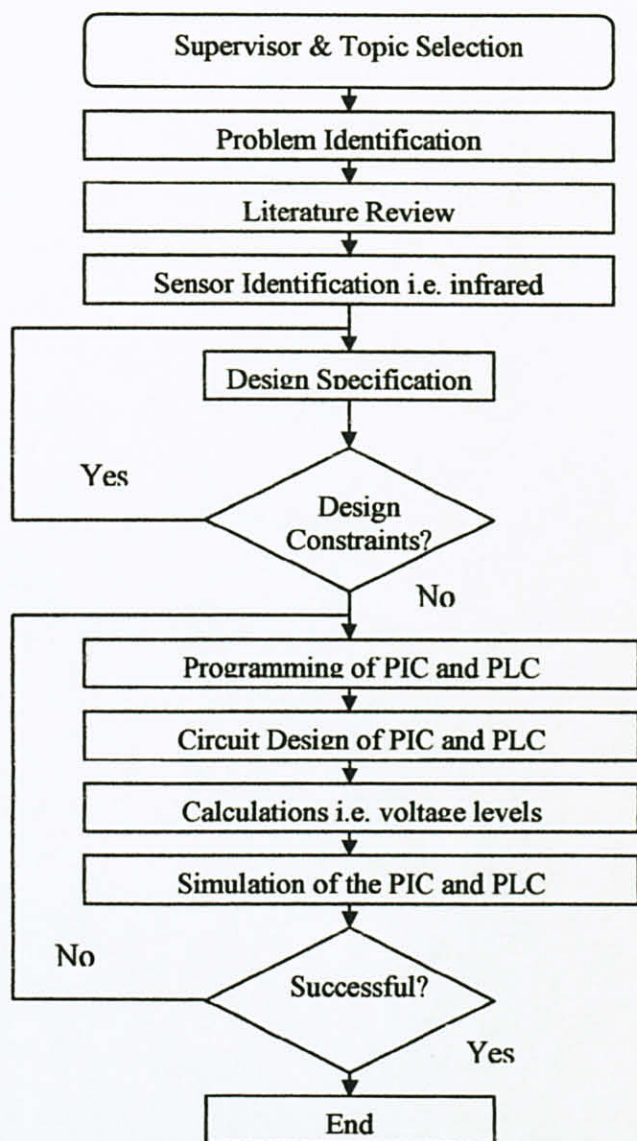 Supervisor & Topic Selection
Problem Identification
Literature Review
Sensor Identification i.e. infrared
Design Specification
Yes
Design
Constraints?
No
Programming of PIC and PLC
Circuit Design of PIC and PLC
Calculations i.e. voltage levels
Simulation of the PIC and PLC
No
Successful?
Yes
End